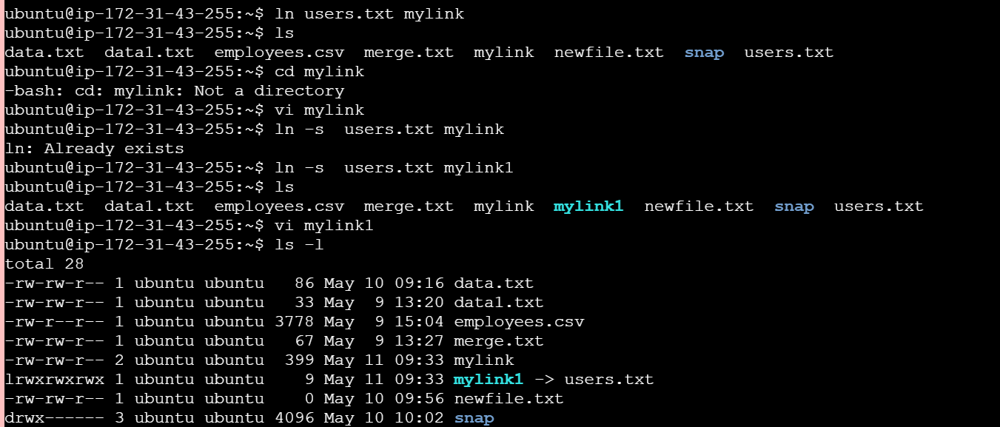 ubuntu@ip-172-31-43-255:~$ ln users.txt mylink
ubuntu@ip-172-31-43-255:~$ ls
data.txt  data1.txt  employees.csv  merge.txt  mylink  newfile.txt  snap  users.txt
ubuntu@ip-172-31-43-255:~$ cd mylink
-bash: cd: mylink: Not a directory
ubuntu@ip-172-31-43-255:~$ vi mylink
ubuntu@ip-172-31-43-255:~$ ln -s  users.txt mylink
ln: Already exists
ubuntu@ip-172-31-43-255:~$ ln -s  users.txt mylink1
ubuntu@ip-172-31-43-255:~$ ls
data.txt  data1.txt  employees.csv  merge.txt  mylink  mylink1  newfile.txt  snap  users.txt
ubuntu@ip-172-31-43-255:~$ vi mylink1
ubuntu@ip-172-31-43-255:~$ ls -l
total 28
-rw-rw-r-- 1 ubuntu ubuntu   86 May 10 09:16 data.txt
-rw-rw-r-- 1 ubuntu ubuntu   33 May  9 13:20 data1.txt
-rw-r--r-- 1 ubuntu ubuntu 3778 May  9 15:04 employees.csv
-rw-rw-r-- 1 ubuntu ubuntu   67 May  9 13:27 merge.txt
-rw-rw-r-- 2 ubuntu ubuntu  399 May 11 09:33 mylink
lrwxrwxrwx 1 ubuntu ubuntu    9 May 11 09:33 mylink1 -> users.txt
-rw-rw-r-- 1 ubuntu ubuntu    0 May 10 09:56 newfile.txt
drwx------ 3 ubuntu ubuntu 4096 May 10 10:02 snap